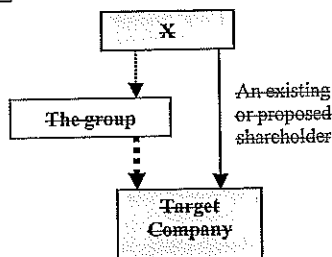 X
The group
An existing
or proposed
shareholder
Target
Company